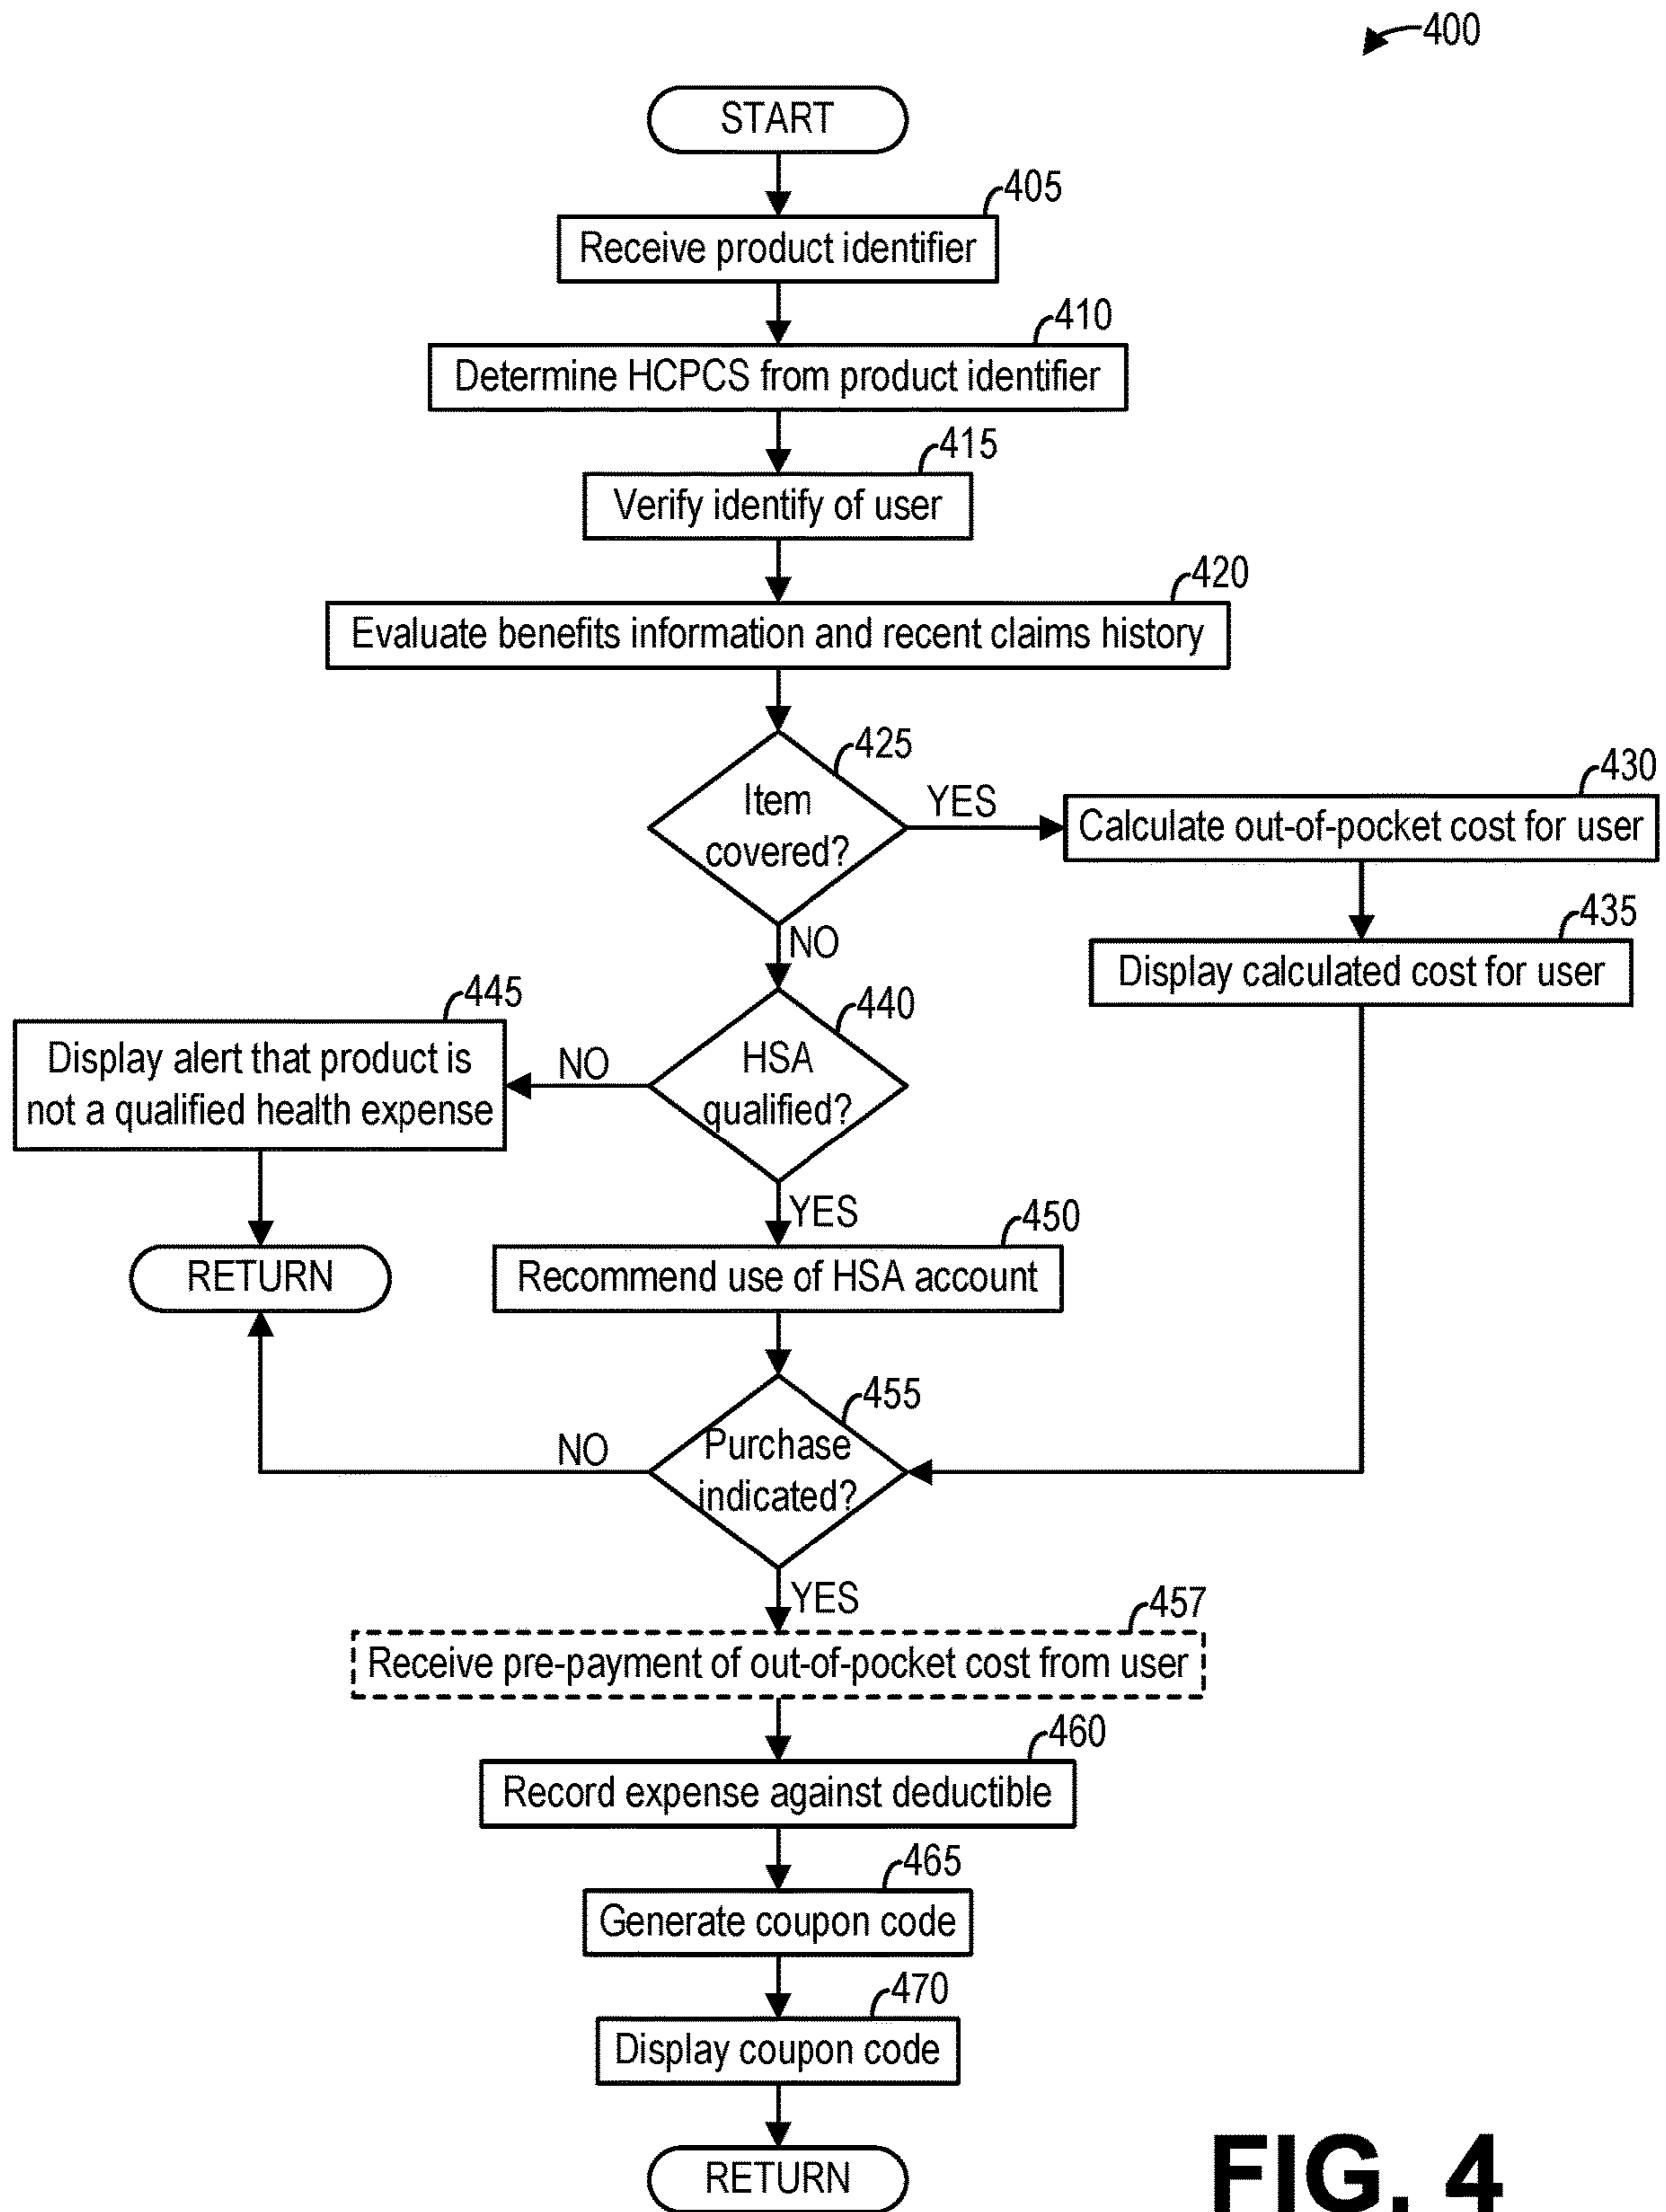 400
START
405
Receive product identifier
410
Determine HCPCS from product identifier
415
Verify identify of user
420
Evaluate benefits information and recent claims history
425
Item
covered?
YES
430
Calculate out-of-pocket cost for user
435
Display calculated cost for user
NO
440
HSA
qualified?
NO
445
Display alert that product is
not a qualified health expense
RETURN
YES
450
Recommend use of HSA account
455
Purchase
indicated?
NO
YES
457
Receive pre-payment of out-of-pocket cost from user
460
Record expense against deductible
465
Generate coupon code
470
Display coupon code
RETURN
FIG. 4